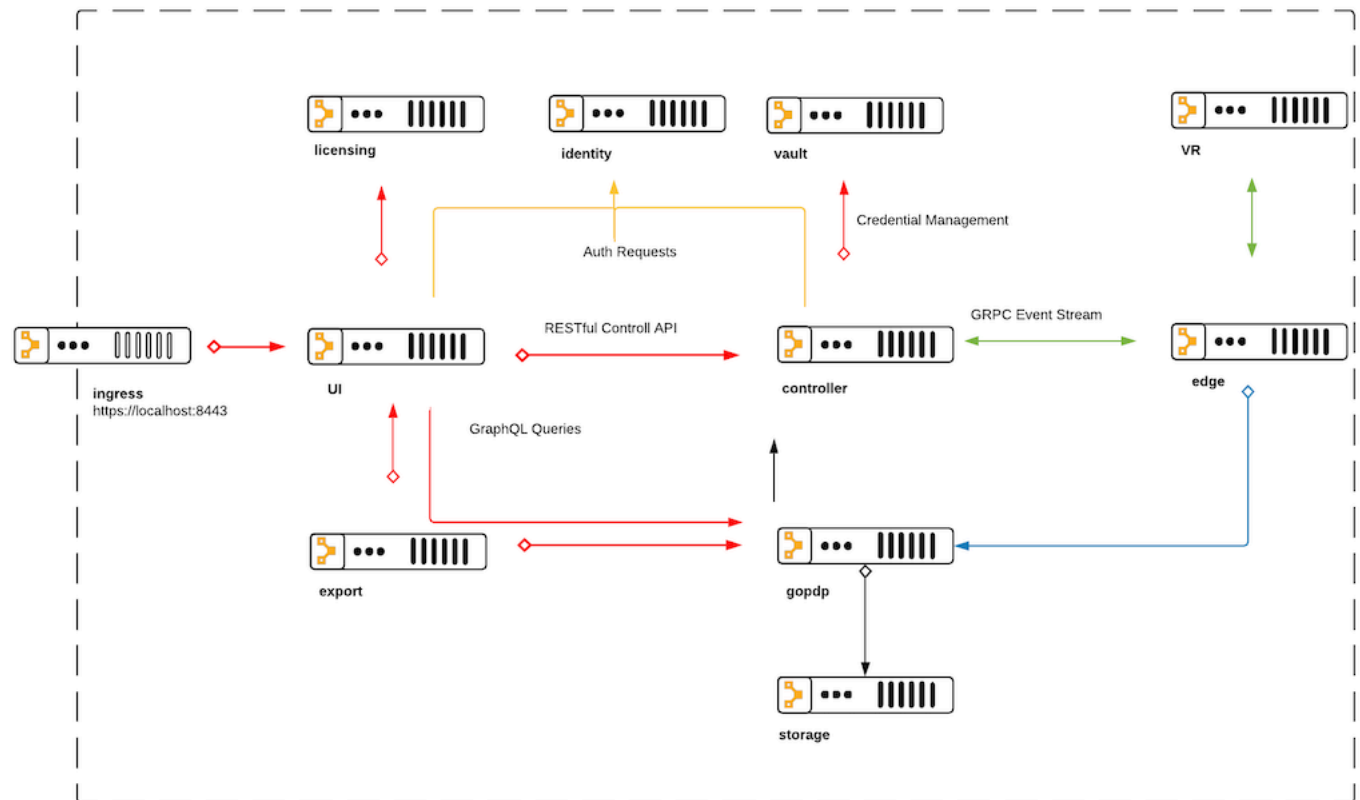 licensing
identity
vault
VR
Credential Management
Auth Requests
GRPC Event Stream
RESTful Controll API
ingress
https://localhost:8443
UI
controller
edge
GraphQL Queries
export
gopdp
storage